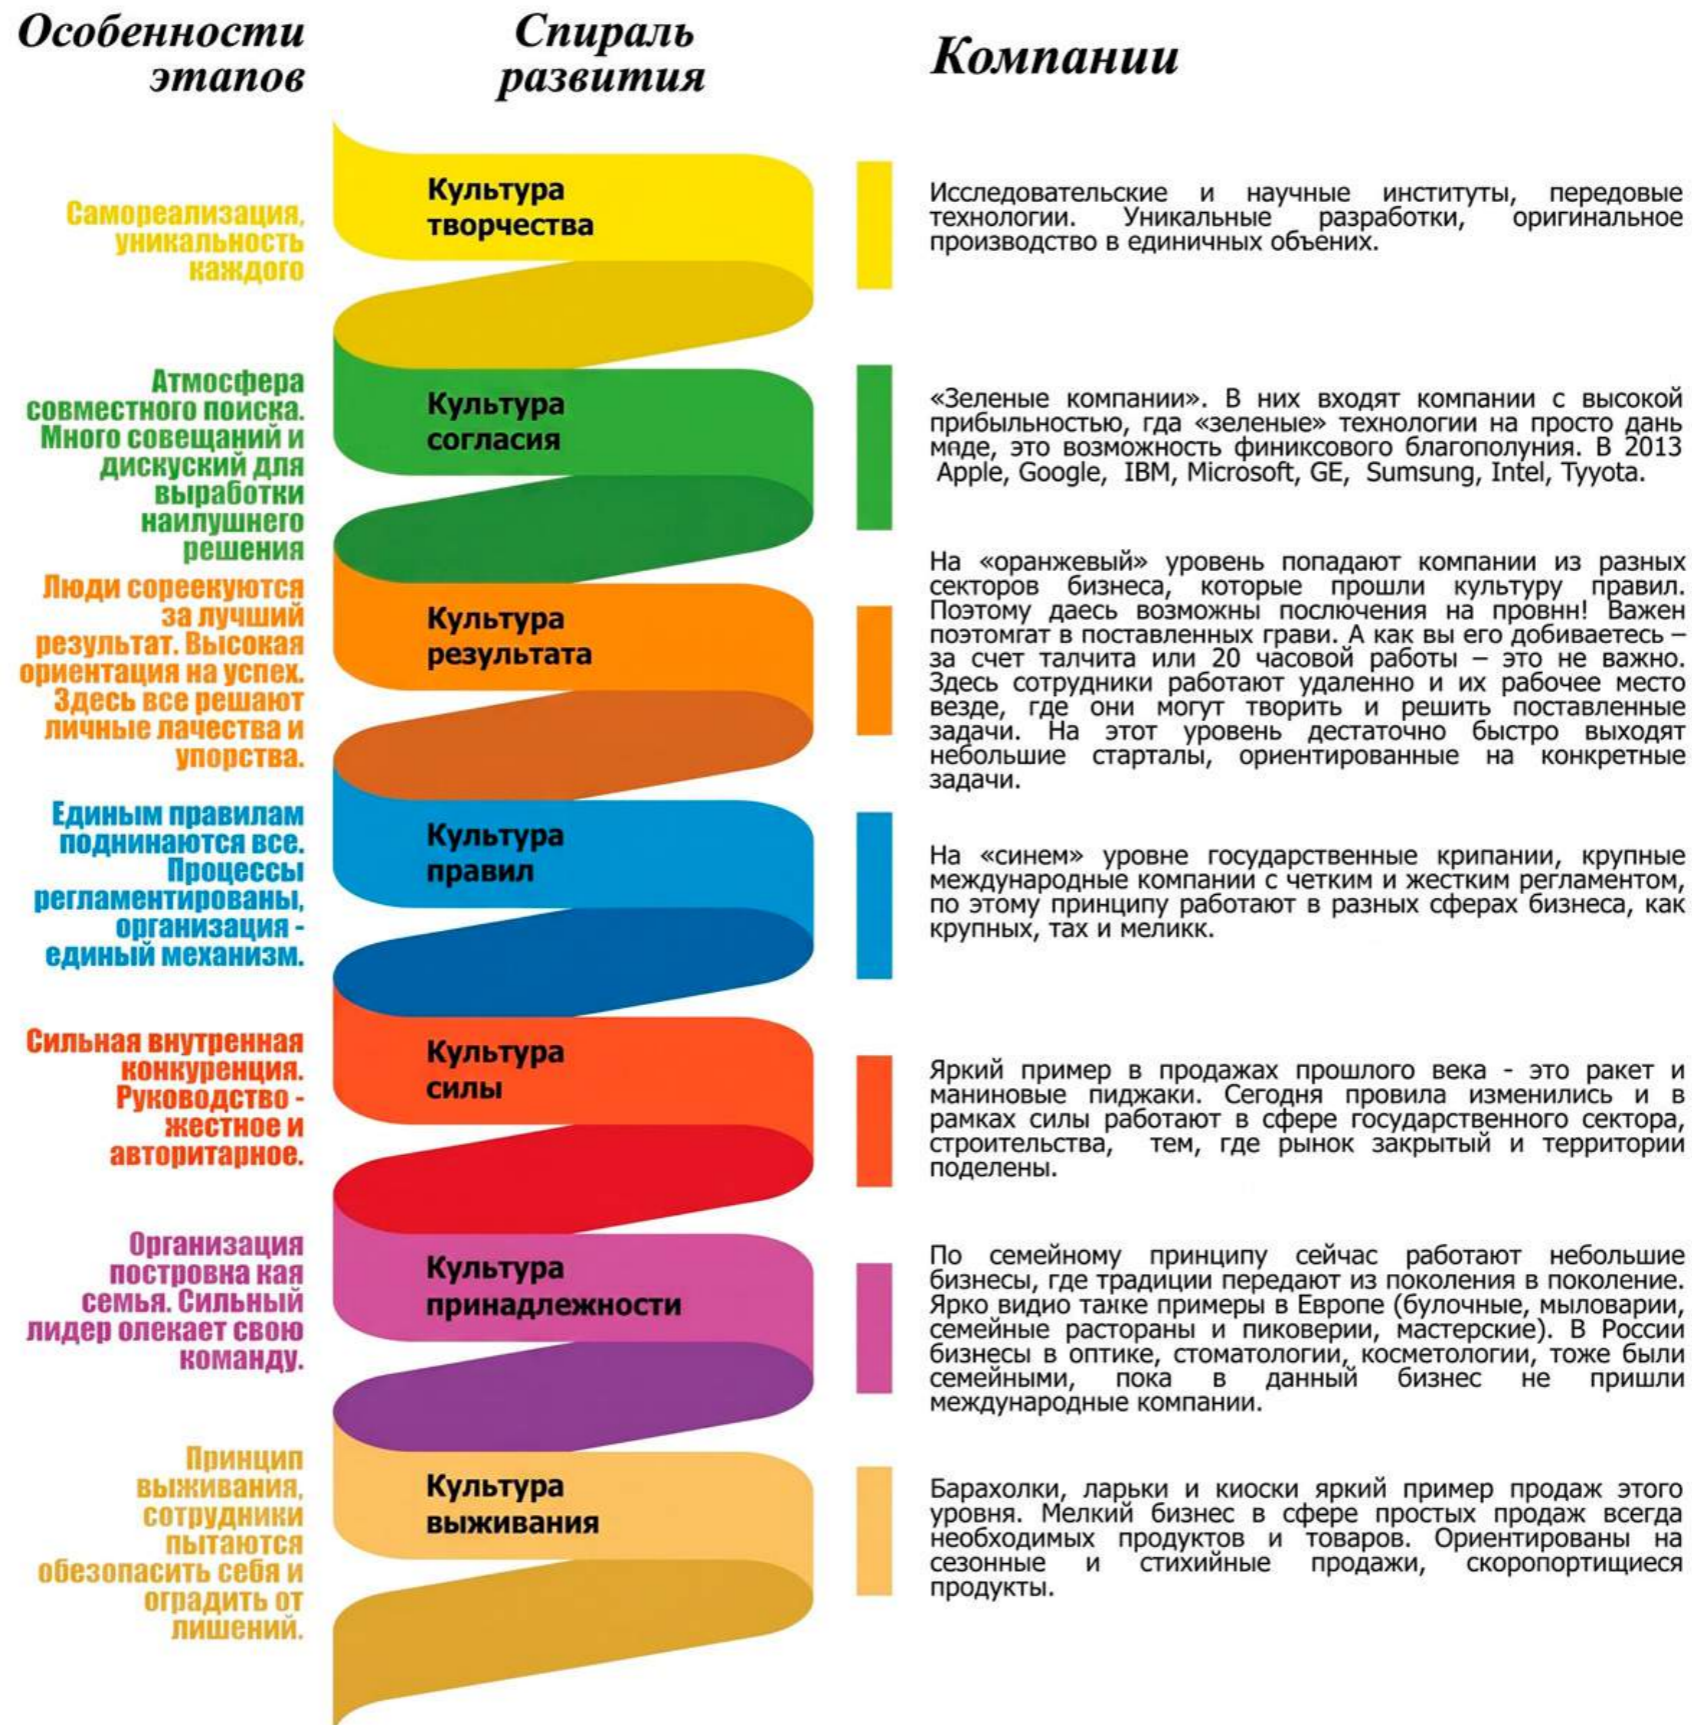 Особенности
этапов
Спираль
развития
Компании
Самореализация,
уникальность
каждого
Культура
творчества
Исследовательские и научные институты, передовые
технологии. Уникальные разработки, оригинальное
производство в единичных объених.
Атмосфера
совместного поиска.
Много совещаний и
дискуский для
выработки
наилушнего
решения
Культура
согласия
«Зеленые компании». В них входят компании с высокой
прибыльностью, гда «зеленые» технологии на просто дань
маде, это возможность финиксового благополуния. В 2013
Apple, Google, IBM, Microsoft, GE, Sumsung, Intel, Tyyota.
Люди сореекуются
за лучший
результат. Высокая
ориентация на успех.
Здесь все решают
личные лачества и
упорства.
Культура
результата
На «оранжевый» уровень попадают компании из разных
секторов бизнеса, которые прошли культуру правил.
Поэтому даесь возможны послючения на провнн! Важен
поэтомгат в поставленных грави. А как вы его добиваетесь –
за счет талчита или 20 часовой работы – это не важно.
Здесь сотрудники работают удаленно и их рабочее место
везде, где они могут творить и решить поставленные
задачи. На этот уровень достаточно быстро выходят
небольшие старталы, ориентированные на конкретные
задачи.
Единым правилам
поднинаются все.
Процессы
регламентированы,
организация -
единый механизм.
Культура
правил
На «синем» уровне государственные крипании, крупные
международные компании с четким и жестким регламентом,
по этому принципу работают в разных сферах бизнеса, как
крупных, тах и меликк.
Сильная внутренная
конкуренция.
Руководство -
жестное и
авторитарное.
Культура
силы
Яркий пример в продажах прошлого века - это ракет и
маниновые пиджаки. Сегодня провила изменились и в
рамках силы работают в сфере государственного сектора,
строительства, тем, где рынок закрытый и территории
поделены.
Организация
постровна кая
семья. Сильный
лидер олекает свою
команду.
Культура
принадлежности
По семейному принципу сейчас работают небольшие
бизнесы, где традиции передают из поколения в поколение.
Ярко видио также примеры в Европе (булочные, мыловарии,
семейные растораны и пиковерии, мастерские). В России
бизнесы в оптике, стоматологии, косметологии, тоже были
семейными, пока в данный бизнес не пришли
международные компании.
Принцип
выживания,
сотрудники
пытаются
обезопасить себя и
оградить от
лишений.
Культура
выживания
Барахолки, ларьки и киоски яркий пример продаж этого
уровня. Мелкий бизнес в сфере простых продаж всегда
необходимых продуктов и товаров. Ориентированы на
сезонные и стихийные продажи, скоропортищиеся
продукты.